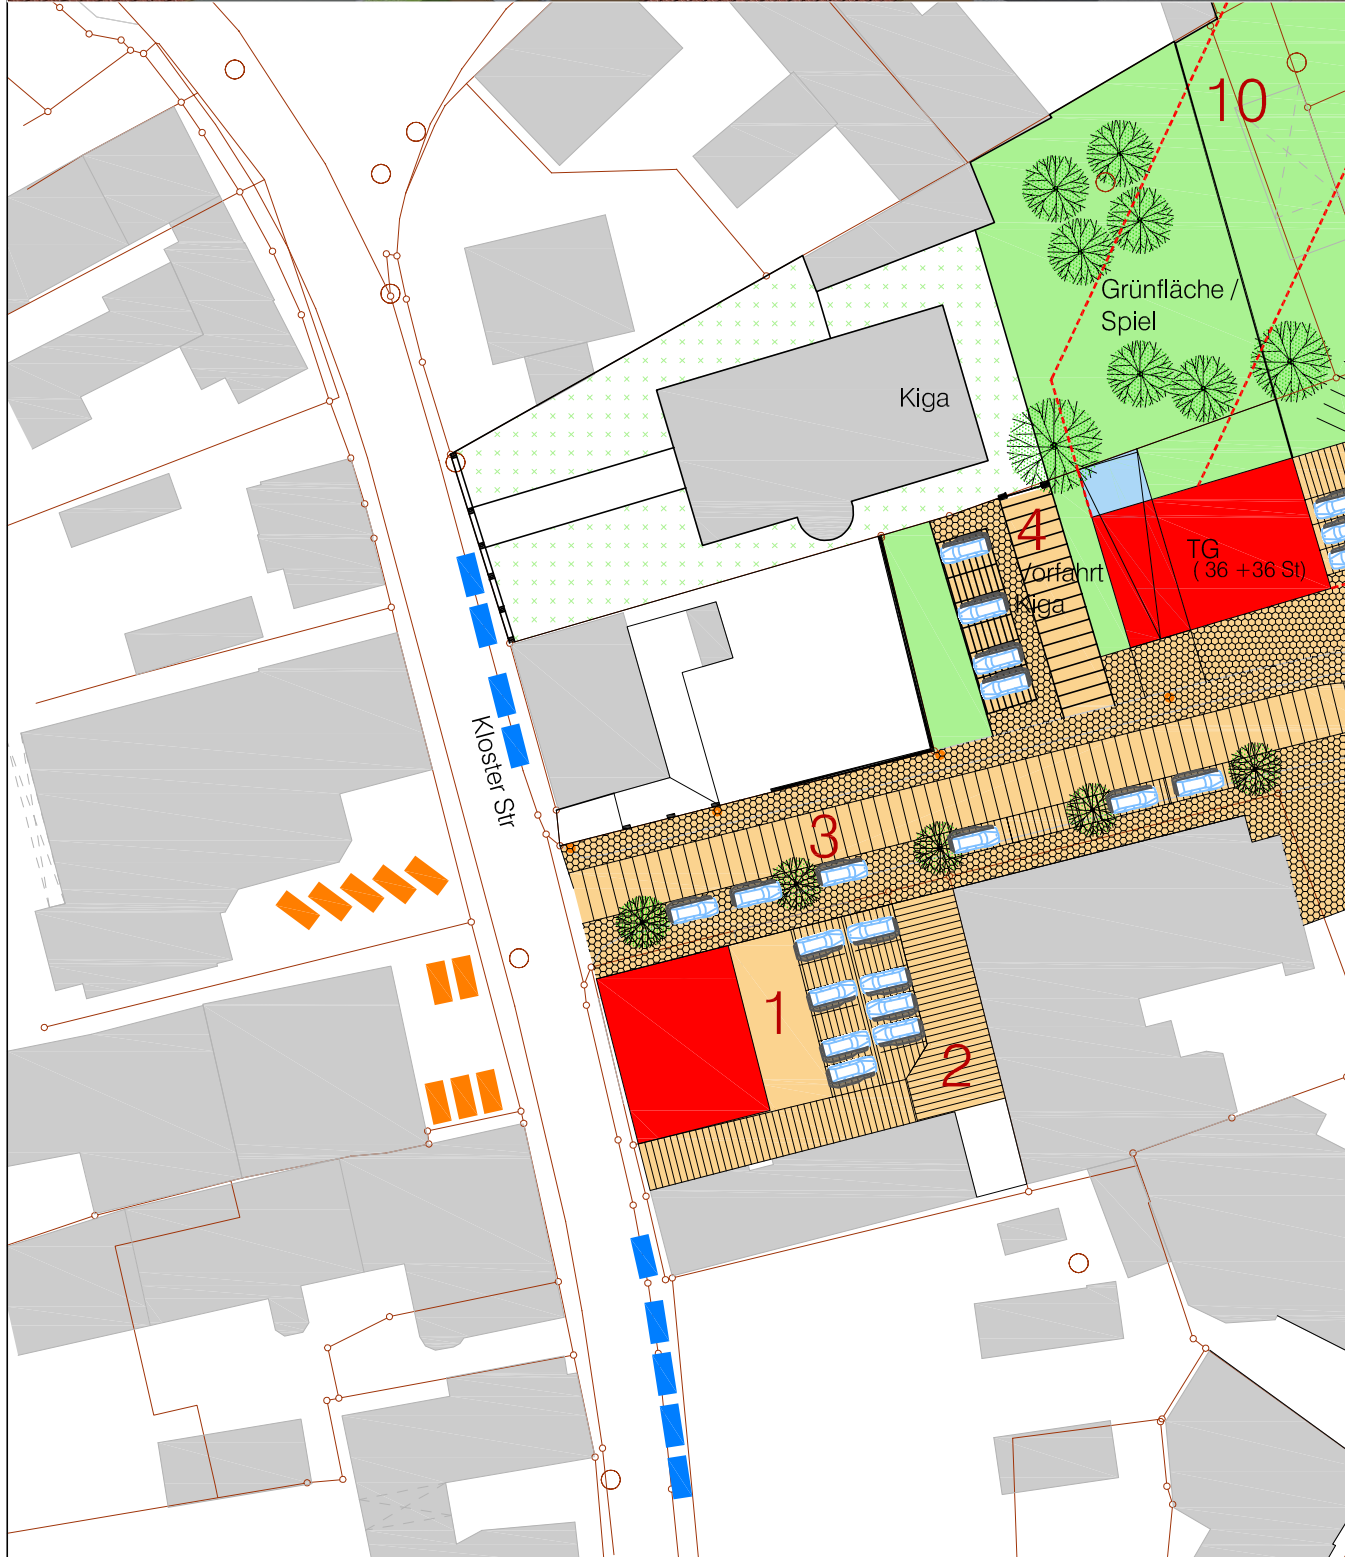 10
Grünfläche /
Spiel
Kiga
4
Vorfahrt
Kiga
TG
( 36 +36 St)
Kloster Str
3
1
2